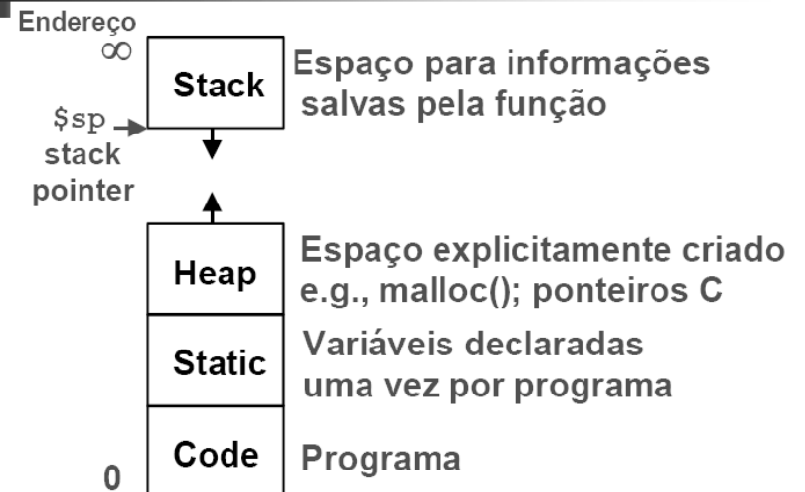 Endereço
∞
Stack
Espaço para informações
salvas pela função
$sp
stack
pointer
Heap
Espaço explicitamente criado
e.g., malloc(); ponteiros C
Static
Variáveis declaradas
uma vez por programa
Code
Programa
0